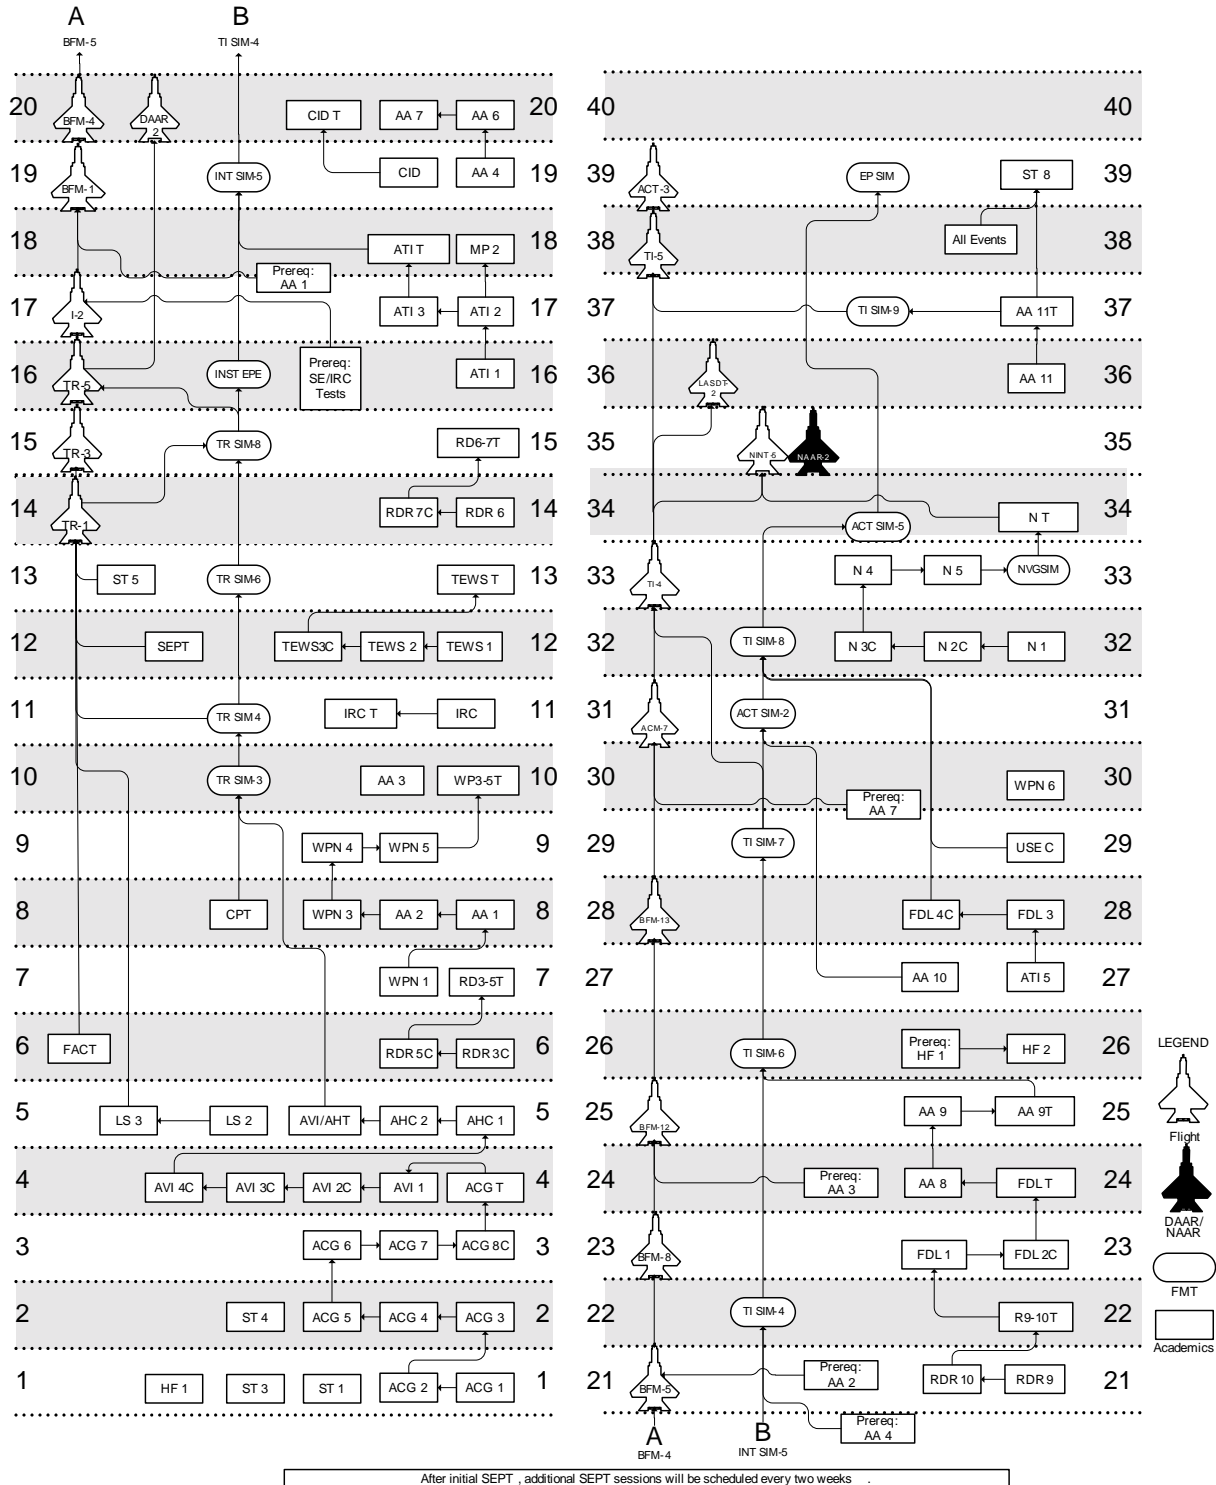 A B
BFM-5 TI SIM-4
20 BFM-4 DAAR 2 CID T AA 7 AA 6 20
19 BFM-1 INT SIM-5 CID AA 4 19
18 ATI T MP 2 18
Prereq: AA 1
17 I-2 ATI 3 ATI 2 17
16 TR-5 INST EPE Prereq: SE/IRC Tests ATI 1 16
15 TR-3 TR SIM-8 RD6-7T 15
14 TR-1 RDR 7C RDR 6 14
13 ST 5 TR SIM-6 TEWS T 13
12 SEPT TEWS3C TEWS 2 TEWS 1 12
11 TR SIM 4 IRC T IRC 11
10 TR SIM-3 AA 3 WP3-5T 10
9 WPN 4 WPN 5 9
8 CPT WPN 3 AA 2 AA 1 8
7 WPN 1 RD3-5T 7
6 FACT RDR 5C RDR 3C 6
5 LS 3 LS 2 AVI/AHT AHC 2 AHC 1 5
4 AVI 4C AVI 3C AVI 2C AVI 1 ACG T 4
3 ACG 6 ACG 7 ACG 8C 3
2 ST 4 ACG 5 ACG 4 ACG 3 2
1 HF 1 ST 3 ST 1 ACG 2 ACG 1 1
40 40
39 ACT-3 EP SIM ST 8 39
38 TI-5 All Events 38
37 TI SIM-9 AA 11T 37
36 LASDT-2 AA 11 36
35 NINT-5 NAAR-2 35
34 ACT SIM-5 N T 34
33 TI-4 N 4 N 5 NVGSIM 33
32 TI SIM-8 N 3C N 2C N 1 32
31 ACM-7 ACT SIM-2 31
30 Prereq: AA 7 WPN 6 30
29 TI SIM-7 USE C 29
28 BFM-13 FDL 4C FDL 3 28
27 AA 10 ATI 5 27
26 TI SIM-6 Prereq: HF 1 HF 2 26
25 BFM-12 AA 9 AA 9T 25
24 Prereq: AA 3 AA 8 FDL T 24
23 BFM-8 FDL 1 FDL 2C 23
22 TI SIM-4 R9-10T 22
21 BFM-5 Prereq: AA 2 RDR 10 RDR 9 21
A B Prereq: AA 4
BFM-4 INT SIM-5
LEGEND
Flight
DAAR/
NAAR
FMT
Academics
After initial SEPT , additional SEPT sessions will be scheduled every two weeks .